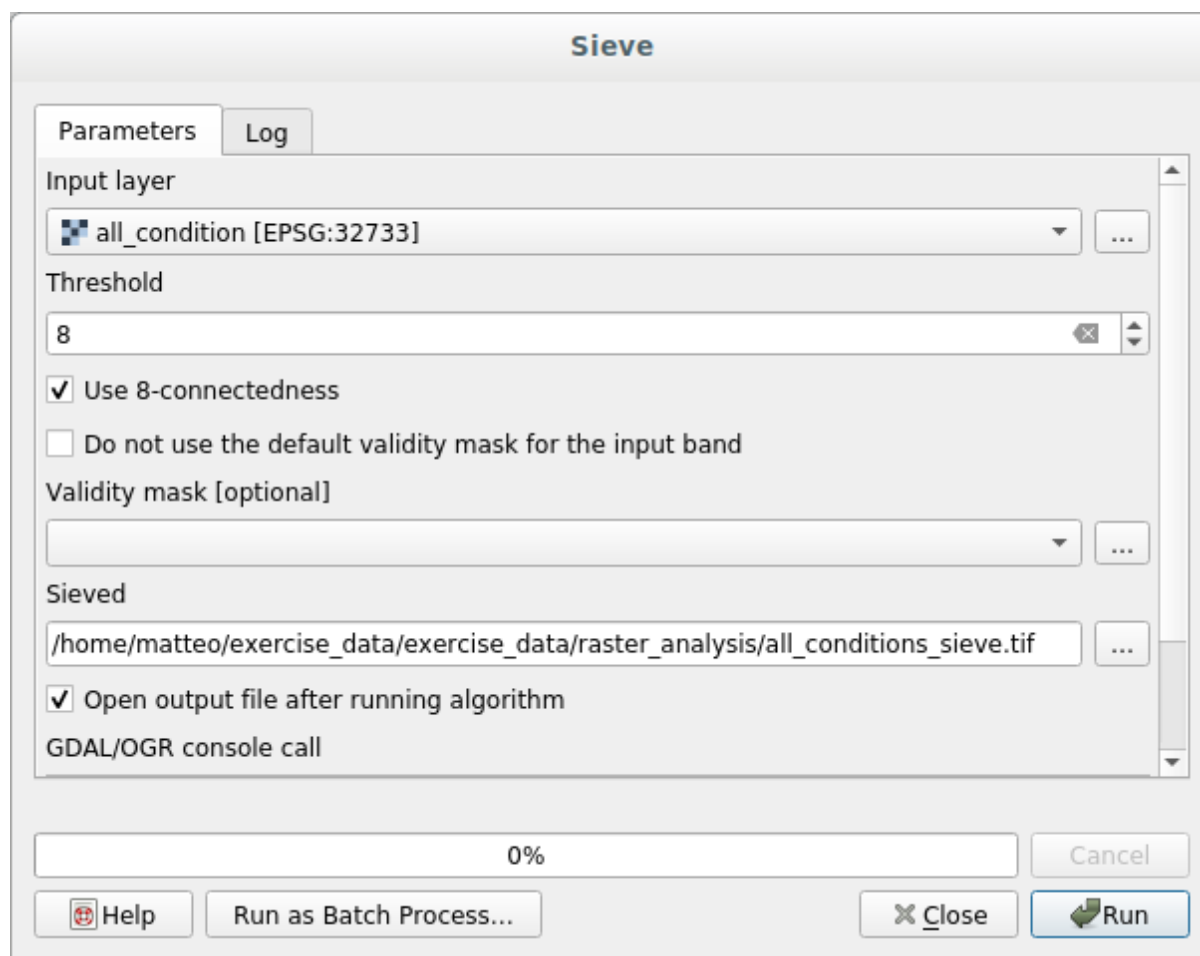 Sieve
Parameters
Log
Input layer
all_condition [EPSG:32733]
...
Threshold
8
Use 8-connectedness
Do not use the default validity mask for the input band
Validity mask [optional]
...
Sieved
/home/matteo/exercise_data/exercise_data/raster_analysis/all_conditions_sieve.tif
...
Open output file after running algorithm
GDAL/OGR console call
0%
Cancel
Help
Run as Batch Process...
Close
Run